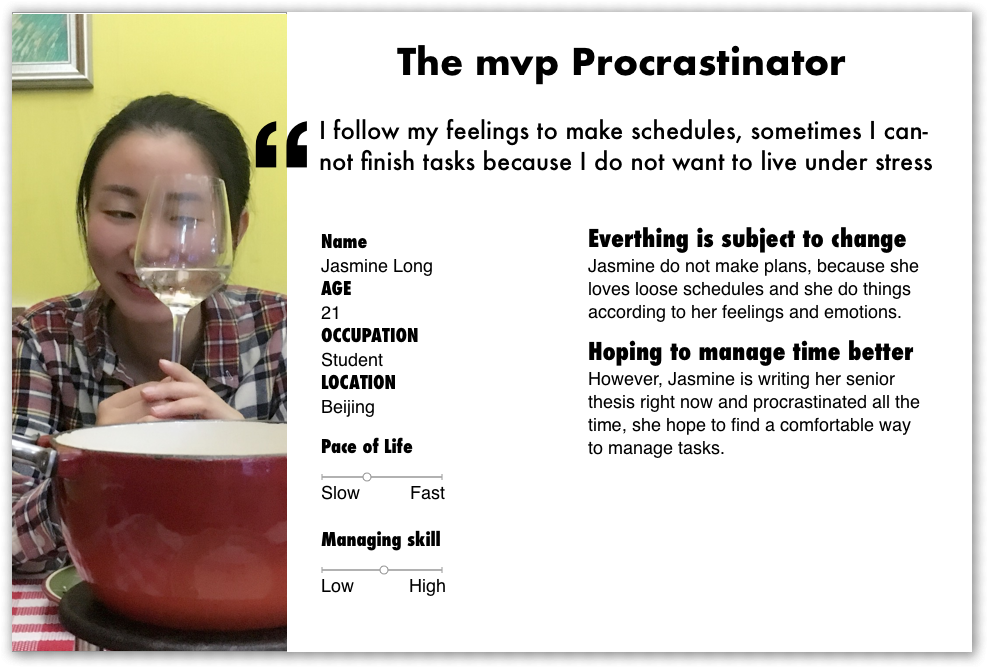 The mvp Procrastinator
“ I follow my feelings to make schedules, sometimes I can-
not finish tasks because I do not want to live under stress
Name
Jasmine Long
AGE
21
OCCUPATION
Student
LOCATION
Beijing
Pace of Life
Slow Fast
Managing skill
Low High
Everthing is subject to change
Jasmine do not make plans, because she
loves loose schedules and she do things
according to her feelings and emotions.
Hoping to manage time better
However, Jasmine is writing her senior
thesis right now and procrastinated all the
time, she hope to find a comfortable way
to manage tasks.